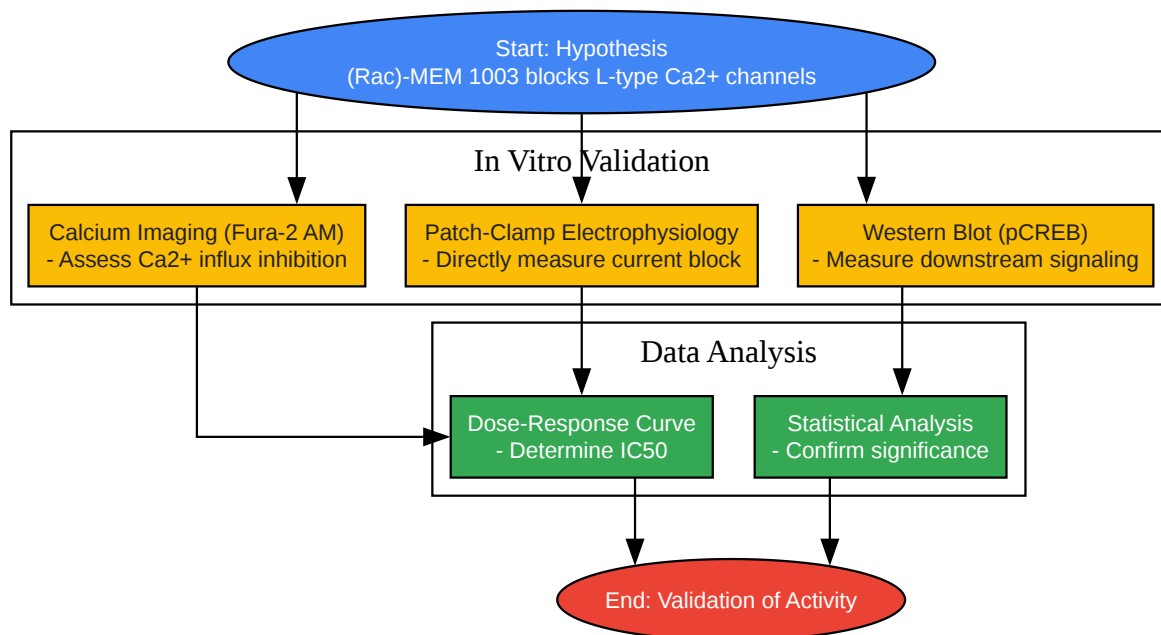 Start: Hypothesis
(Rac)-MEM 1003 blocks L-type Ca2+ channels
In Vitro Validation
Calcium Imaging (Fura-2 AM)
- Assess Ca2+ influx inhibition
Patch-Clamp Electrophysiology
- Directly measure current block
Western Blot (pCREB)
- Measure downstream signaling
Data Analysis
Dose-Response Curve
- Determine IC50
Statistical Analysis
- Confirm significance
End: Validation of Activity